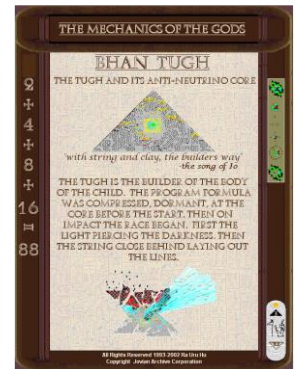 THE MECHANICS OF THE GODS
BHAN TUGH
THE TUGH AND ITS ANTI-NEUTRINO CORE
'with string and clay, the builders way'
the song of Io
THE TUGH IS THE BUILDER OF THE BODY
OF THE CHILD. THE PROGRAM FORMULA
WAS COMPRESSED, DORMANT, AT THE
CORE BEFORE THE START. THEN ON
IMPACT THE RACE BEGAN. FIRST THE
LIGHT PIERCING THE DARKNESS. THEN
THE STRING CLOSE BEHIND LAYING OUT
THE LINES.
2
+
4
+
8
+
16
=
88
All Rights Reserved 1993-2002 Ra Uru Hu
Copyright Jovian Archive Corporation